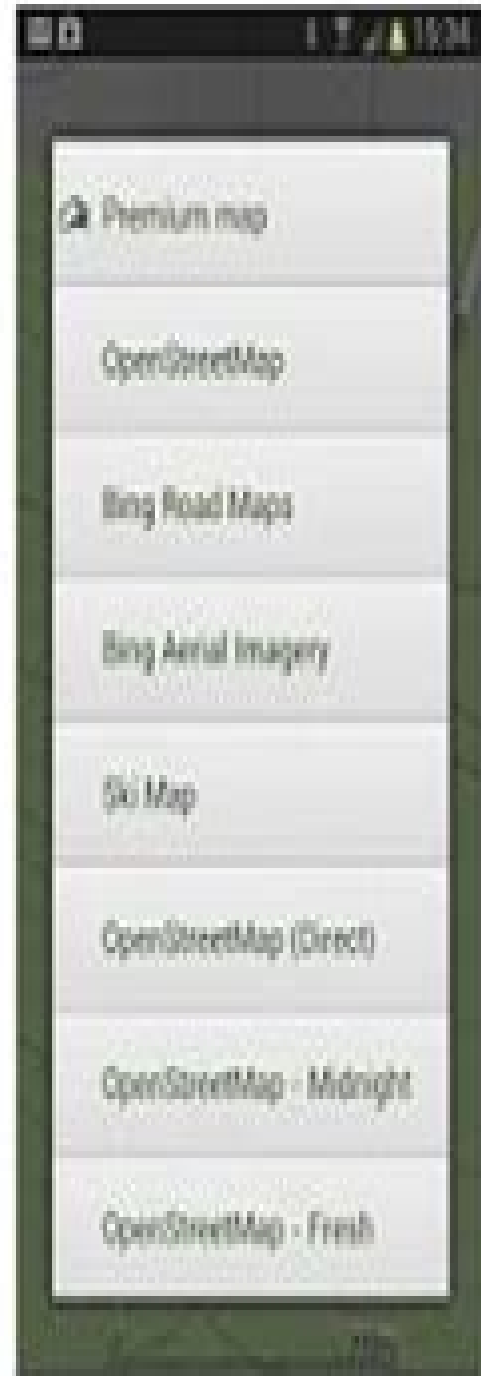 Premium map
OpenStreetMap
Bing Road Maps
Bing Aerial Imagery
Ski Map
OpenStreetMap (Direct)
OpenStreetMap - Midnight
OpenStreetMap - Fresh